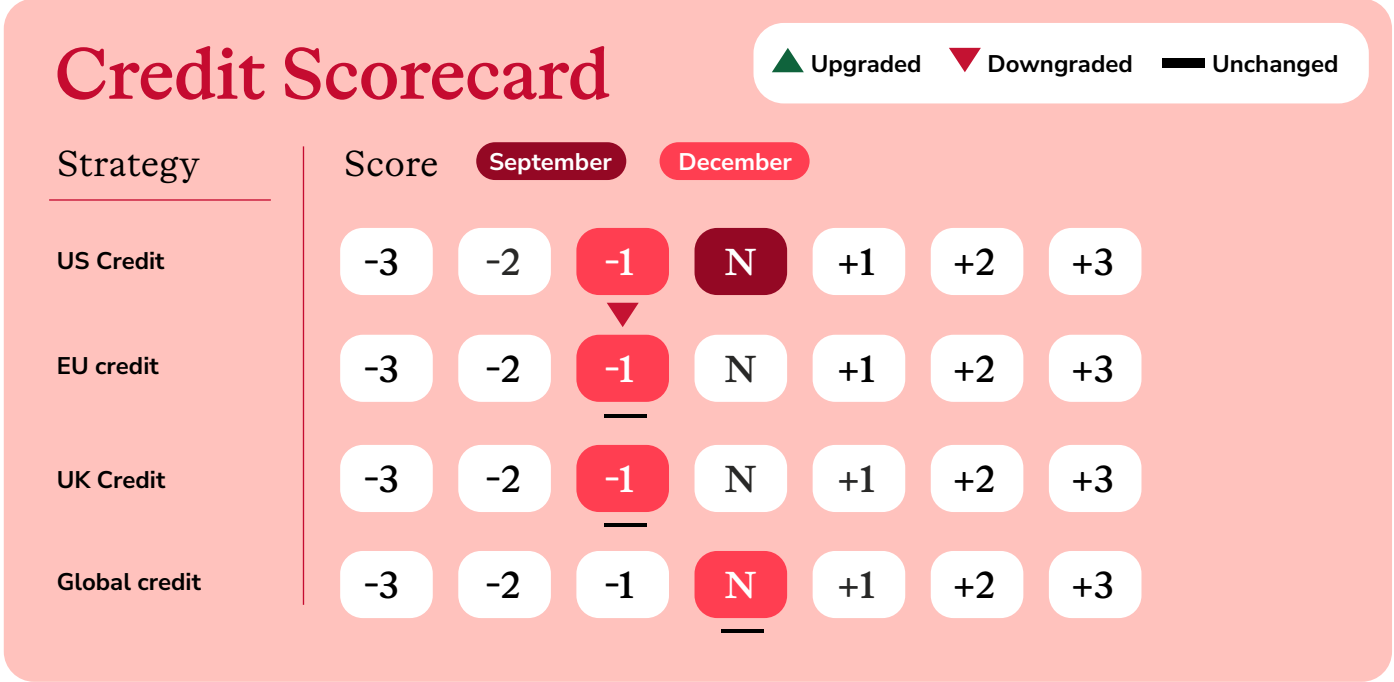 Credit Scorecard
Upgraded Downgraded Unchanged
Strategy Score September December
US Credit -3 -2 -1 N +1 +2 +3
EU credit -3 -2 -1 N +1 +2 +3
UK Credit -3 -2 -1 N +1 +2 +3
Global credit -3 -2 -1 N +1 +2 +3